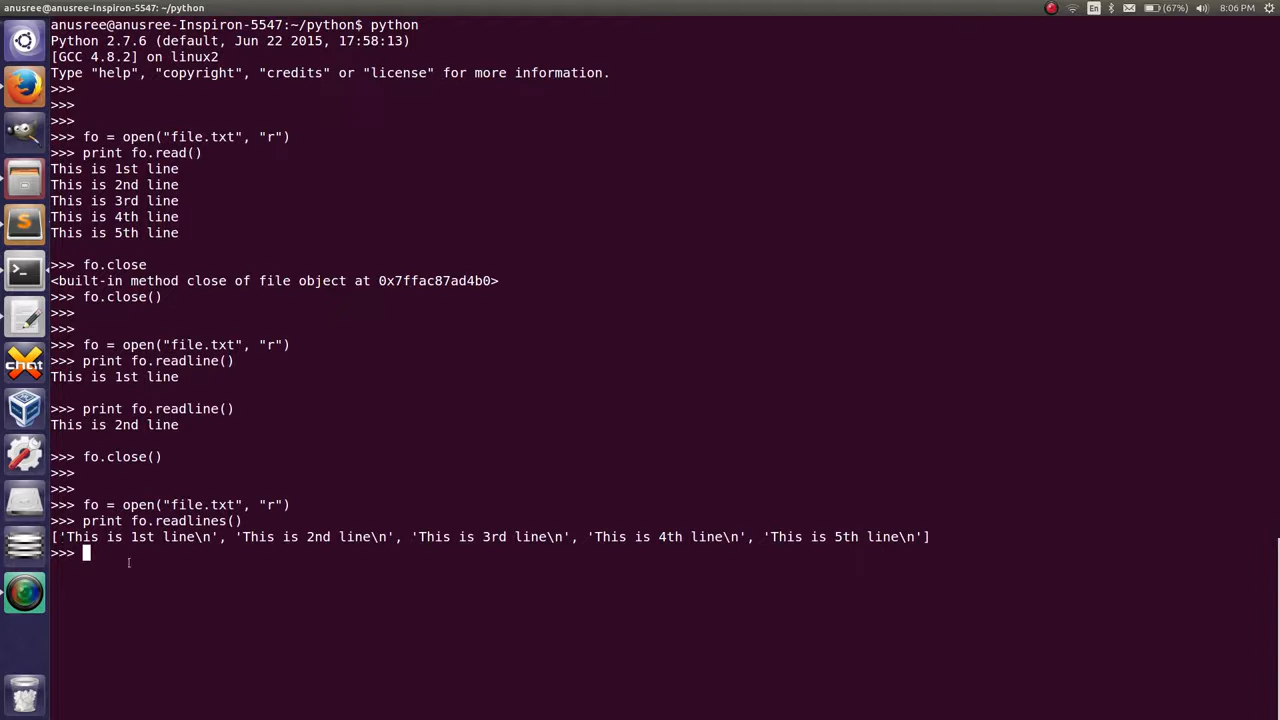 anusree@anusree-Inspiron-5547: ~/python
En
(67%)
8:06 PM
anusree@anusree-Inspiron-5547:~/python$ python
Python 2.7.6 (default, Jun 22 2015, 17:58:13)
[GCC 4.8.2] on linux2
Type "help", "copyright", "credits" or "license" for more information.
>>>
>>>
>>>
>>> fo = open("file.txt", "r")
>>> print fo.read()
This is 1st line
This is 2nd line
This is 3rd line
This is 4th line
This is 5th line
>>> fo.close
<built-in method close of file object at 0x7ffac87ad4b0>
>>> fo.close()
>>>
>>>
>>> fo = open("file.txt", "r")
>>> print fo.readline()
This is 1st line
>>> print fo.readline()
This is 2nd line
>>> fo.close()
>>>
>>>
>>> fo = open("file.txt", "r")
>>> print fo.readlines()
['This is 1st line\n', 'This is 2nd line\n', 'This is 3rd line\n', 'This is 4th line\n', 'This is 5th line\n']
>>>
S
>_
X
chat